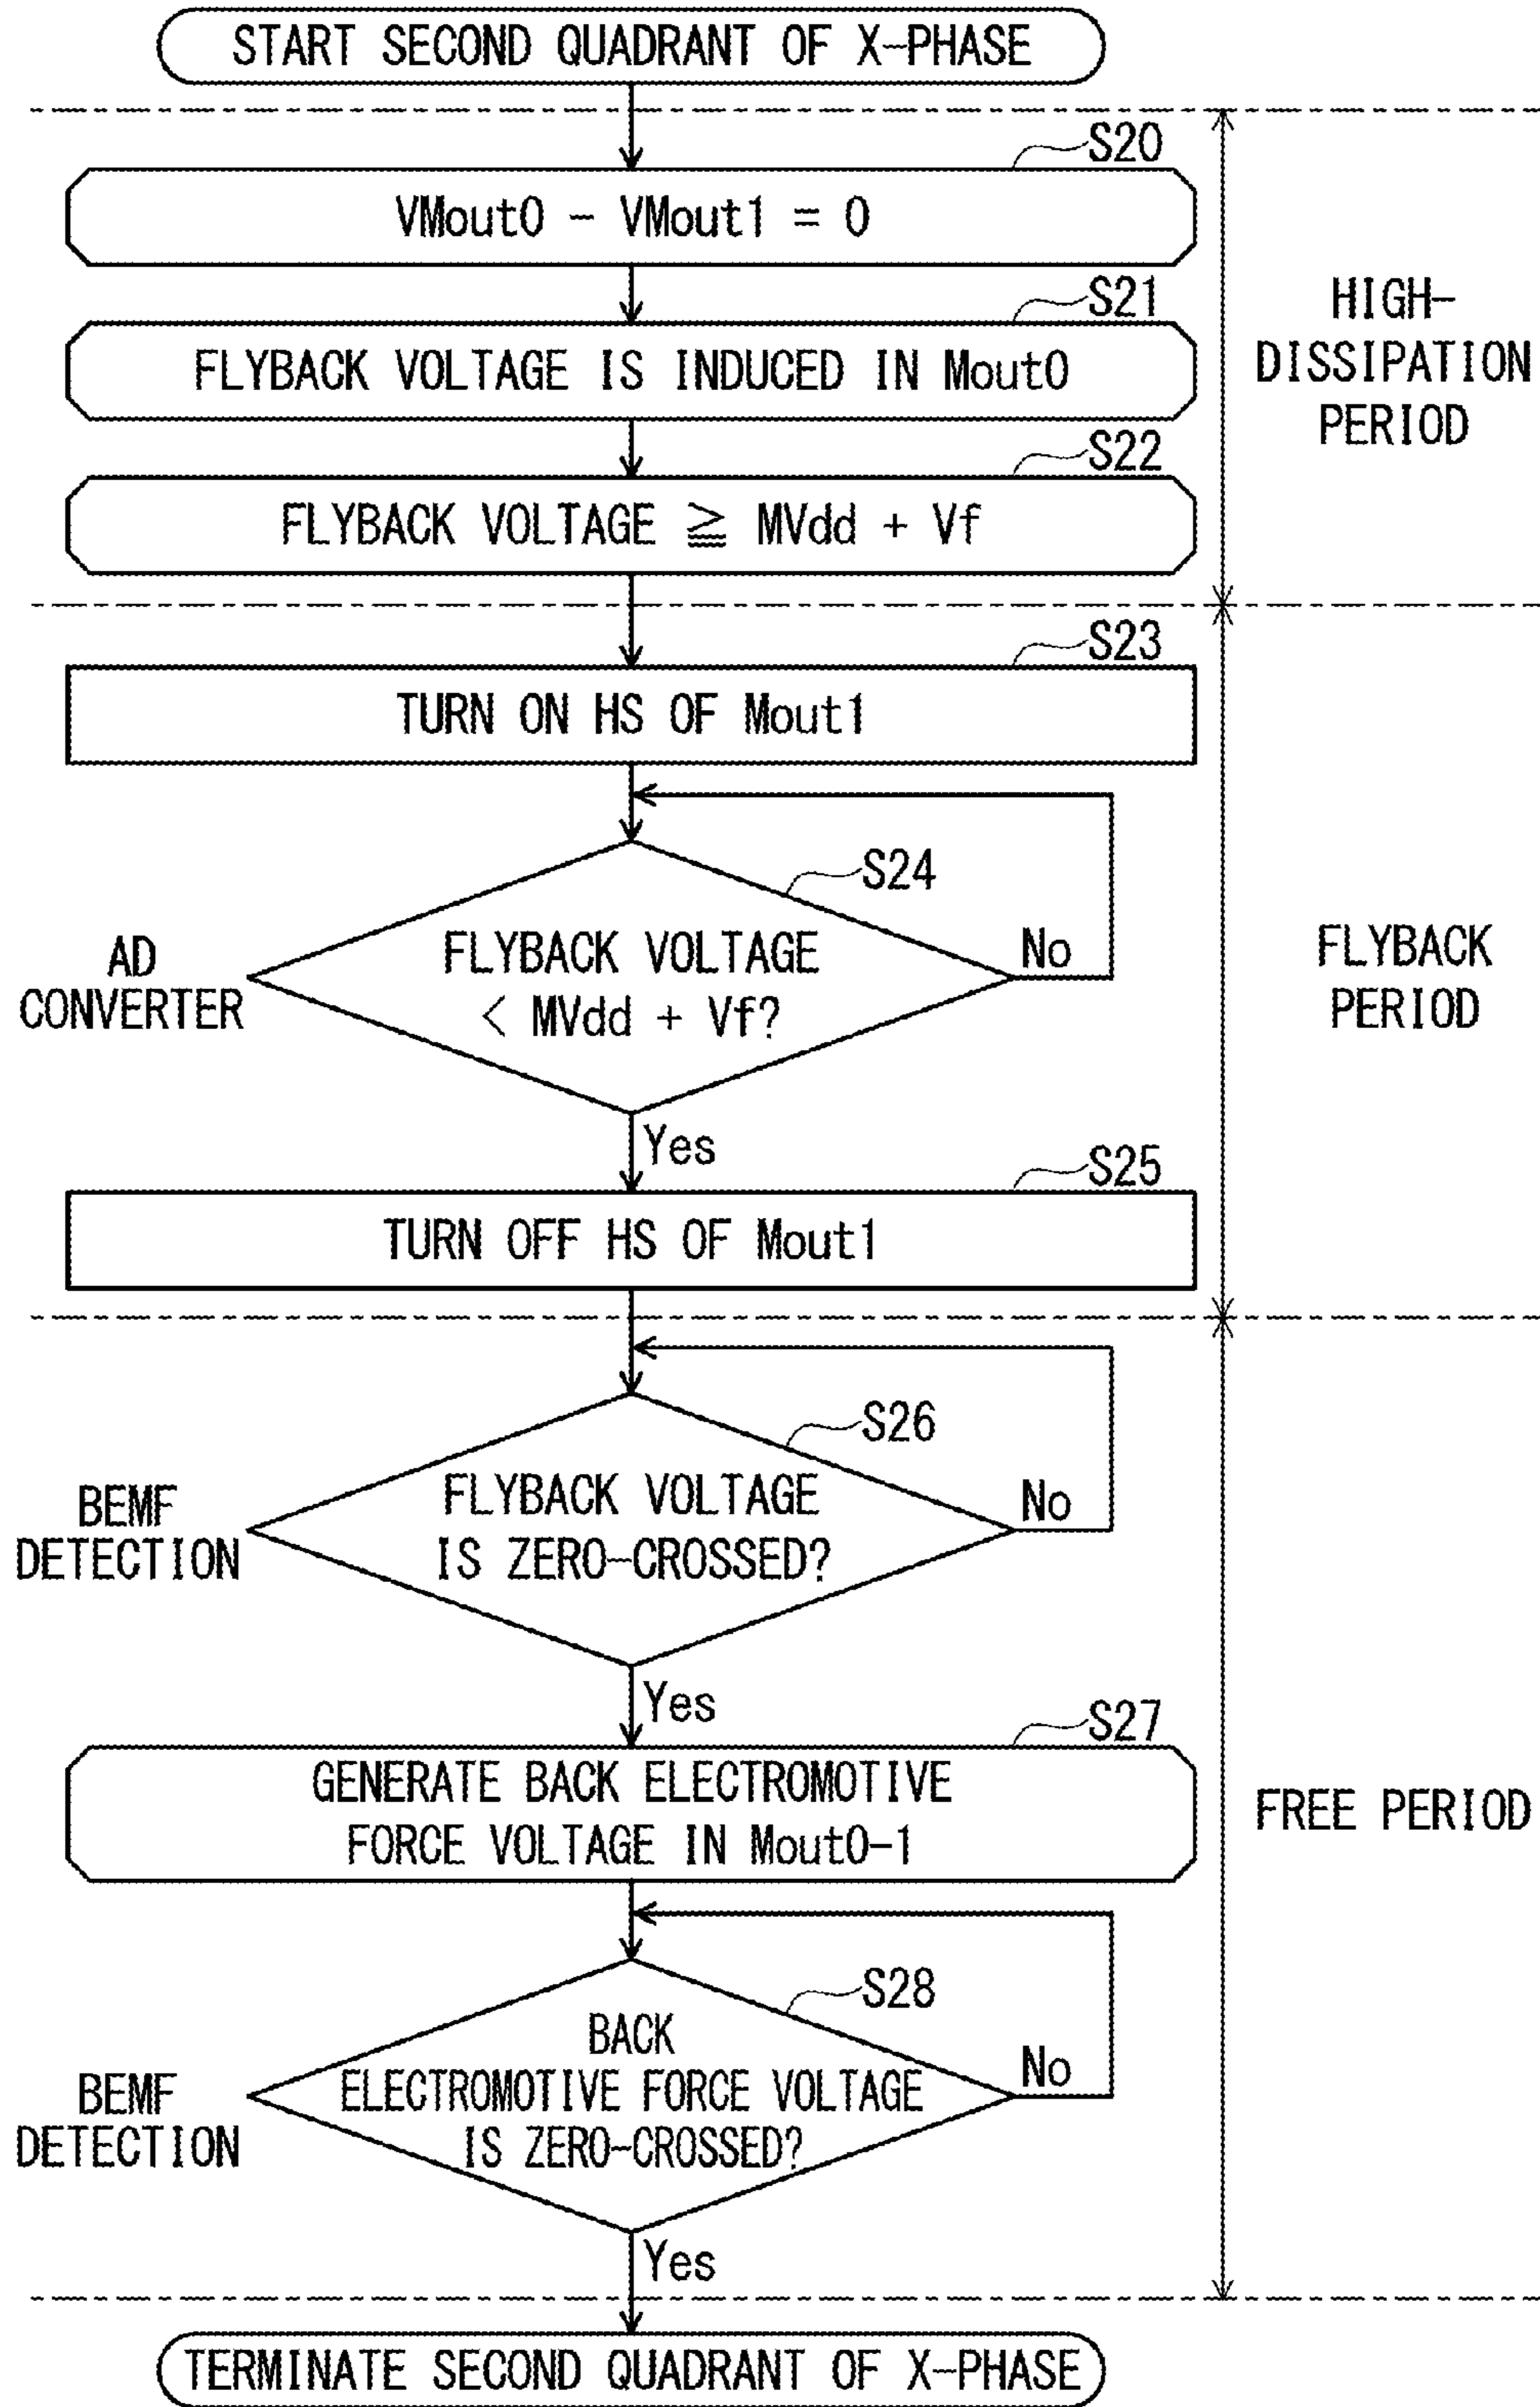 START SECOND QUADRANT OF X-PHASE
S20
VMout0 - VMout1 = 0
S21
FLYBACK VOLTAGE IS INDUCED IN Mout0
S22
FLYBACK VOLTAGE ≧ MVdd + Vf
HIGH-
DISSIPATION
PERIOD
S23
TURN ON HS OF Mout1
S24
AD
CONVERTER
FLYBACK VOLTAGE
< MVdd + Vf?
No
Yes
S25
TURN OFF HS OF Mout1
FLYBACK
PERIOD
S26
BEMF
DETECTION
FLYBACK VOLTAGE
IS ZERO-CROSSED?
No
Yes
S27
GENERATE BACK ELECTROMOTIVE
FORCE VOLTAGE IN Mout0-1
FREE PERIOD
S28
BEMF
DETECTION
BACK
ELECTROMOTIVE FORCE VOLTAGE
IS ZERO-CROSSED?
No
Yes
TERMINATE SECOND QUADRANT OF X-PHASE